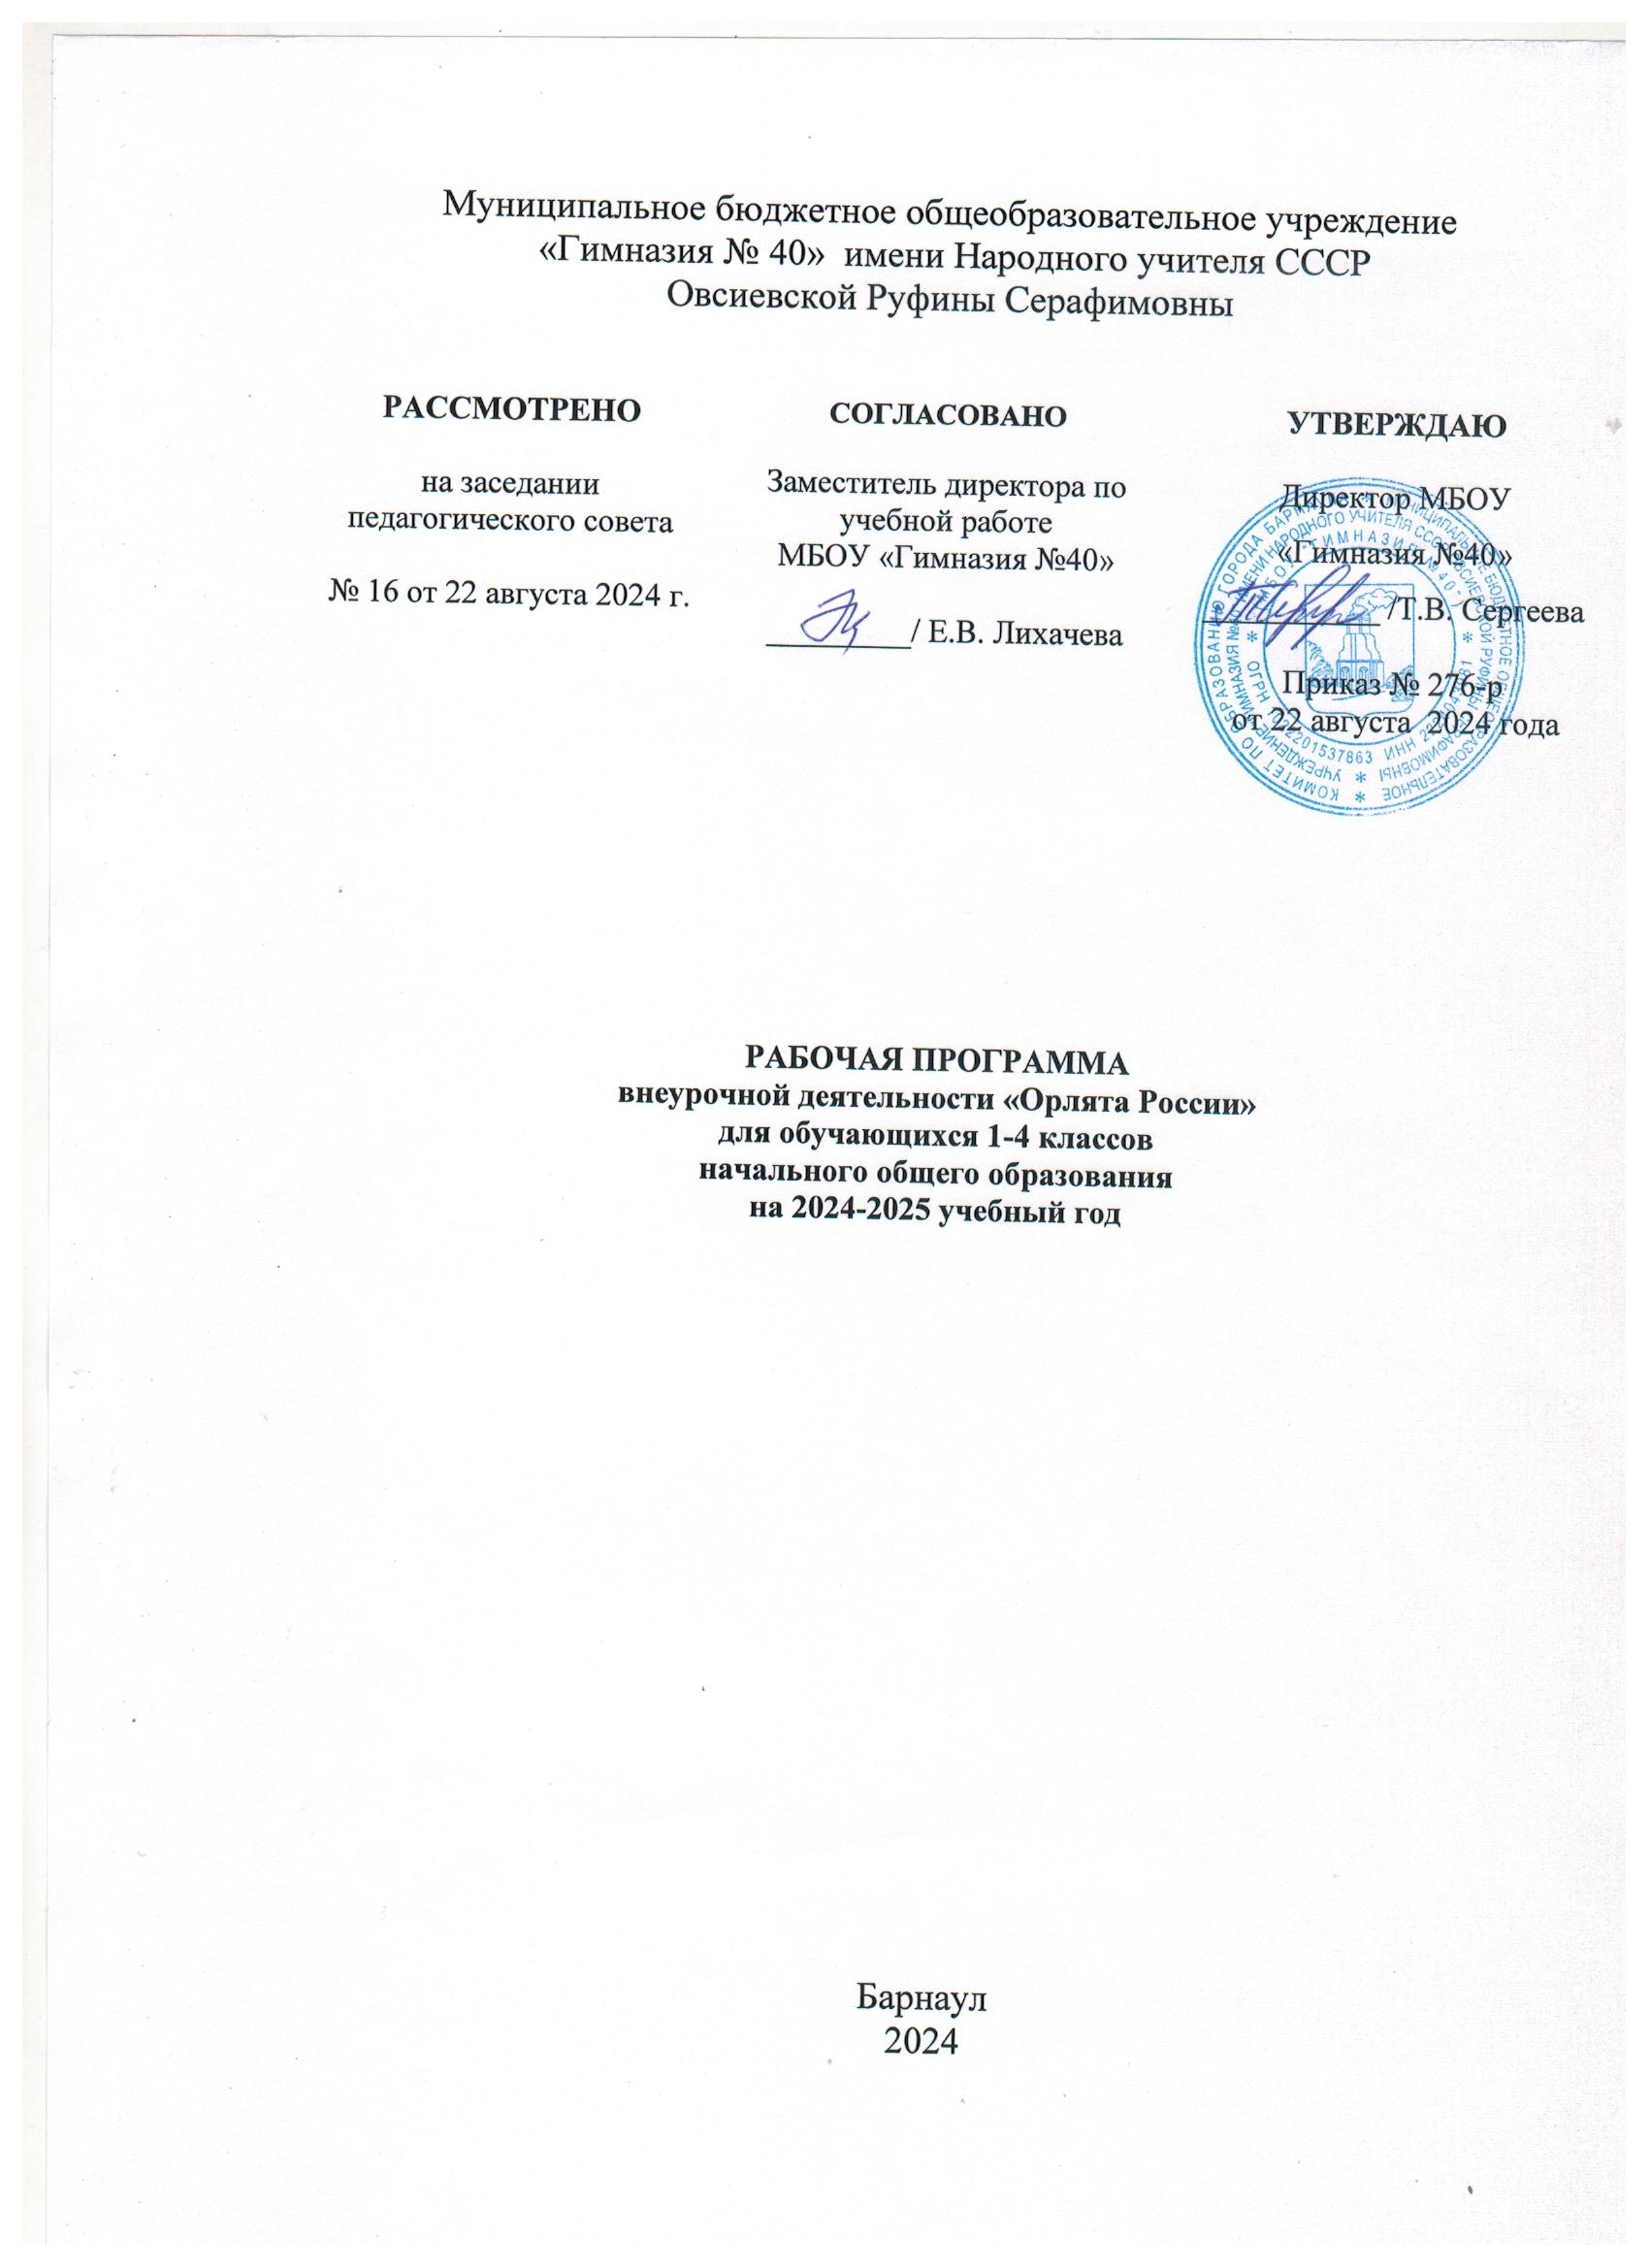 Муниципальное бюджетное общеобразовательное учреждение
«Гимназия № 40» имени Народного учителя СССР
Овсиевской Руфины Серафимовны
РАССМОТРЕНО
на заседании
педагогического совета
№ 16 от 22 августа 2024 г.
СОГЛАСОВАНО
Заместитель директора по
учебной работе
МБОУ «Гимназия №40»
/ Е.В. Лихачева
УТВЕРЖДАЮ
Директор МБОУ
«Гимназия №40»
/Т.В. Сергеева
Приказ № 276-р
от 22 августа 2024 года
РАБОЧАЯ ПРОГРАММА
внеурочной деятельности «Орлята России»
для обучающихся 1-4 классов
начального общего образования
на 2024-2025 учебный год
Барнаул
2024